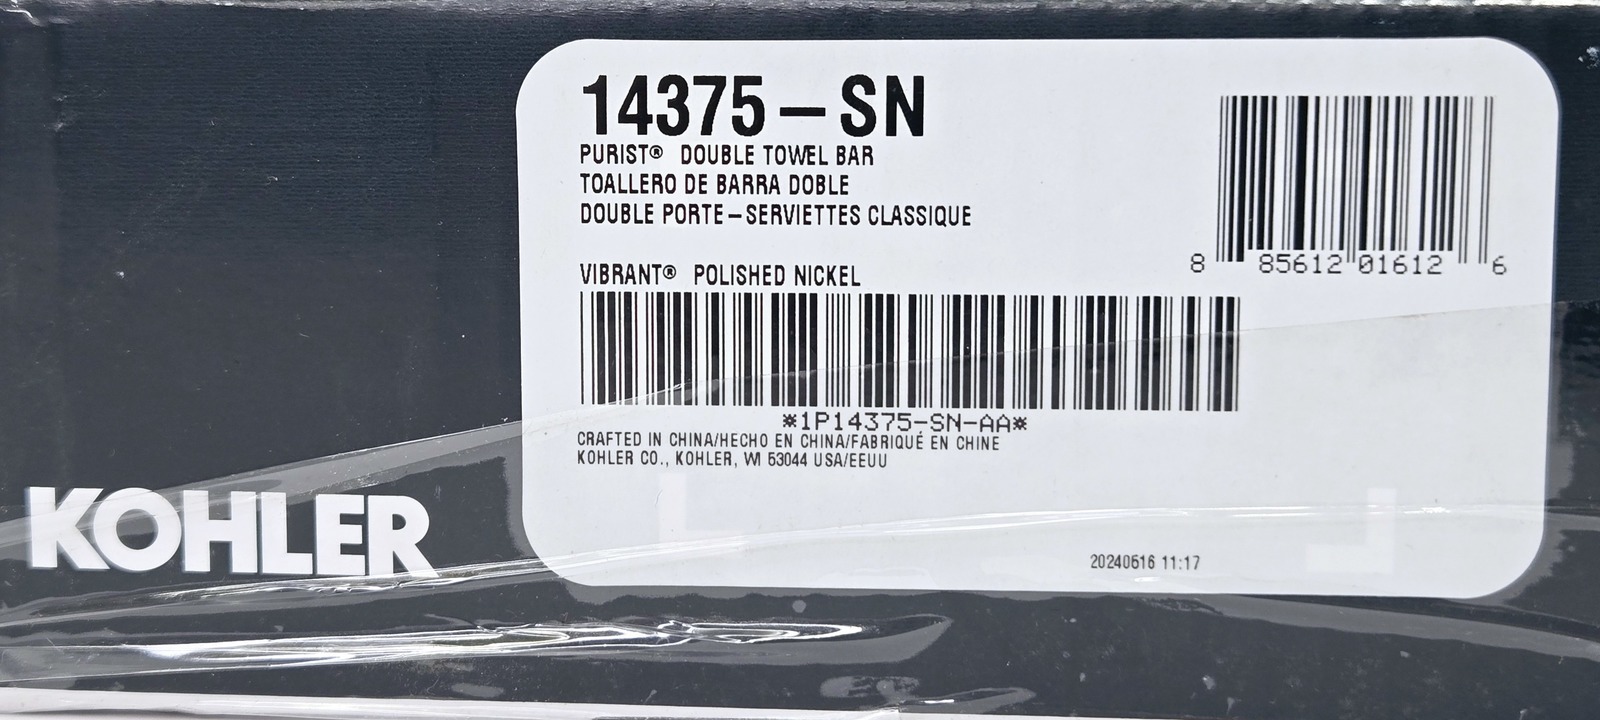 14375-SN
PURIST® DOUBLE TOWEL BAR
TOALLERO DE BARRA DOBLE
DOUBLE PORTE-SERVIETTES CLASSIQUE
VIBRANT® POLISHED NICKEL
8 85612 01612 6
*1P14375-SN-AA*
CRAFTED IN CHINA/HECHO EN CHINA/FABRIQUÉ EN CHINE
KOHLER CO., KOHLER, WI 53044 USA/EEUU
KOHLER
20240516 11:17